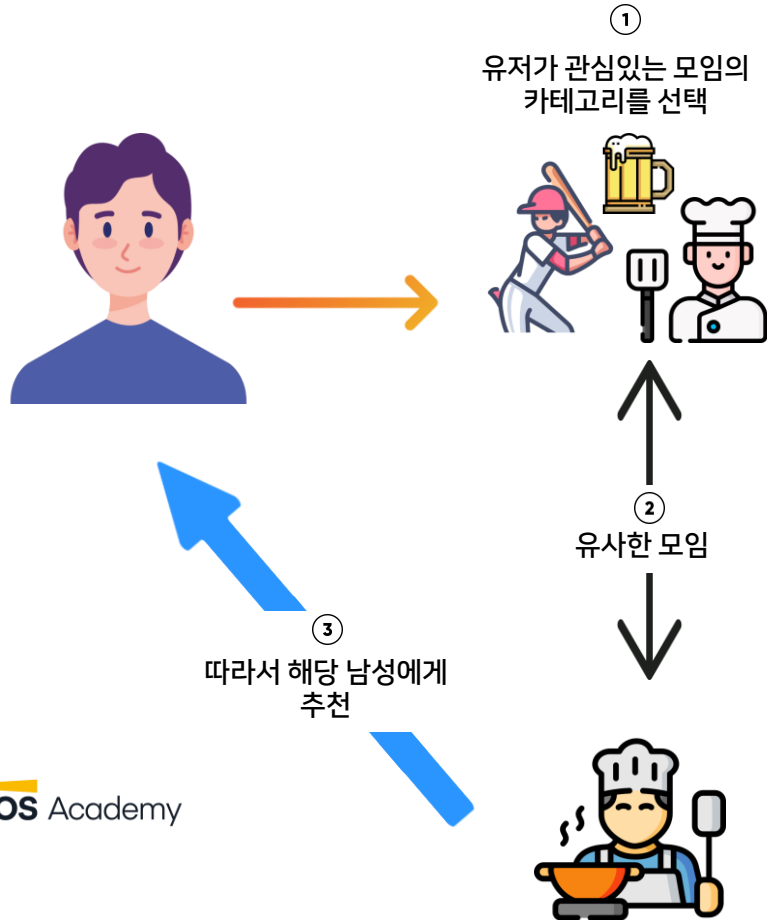 ①
유저가 관심있는 모임의
카테고리를 선택
②
유사한 모임
③
따라서 해당 남성에게
추천
OS Academy